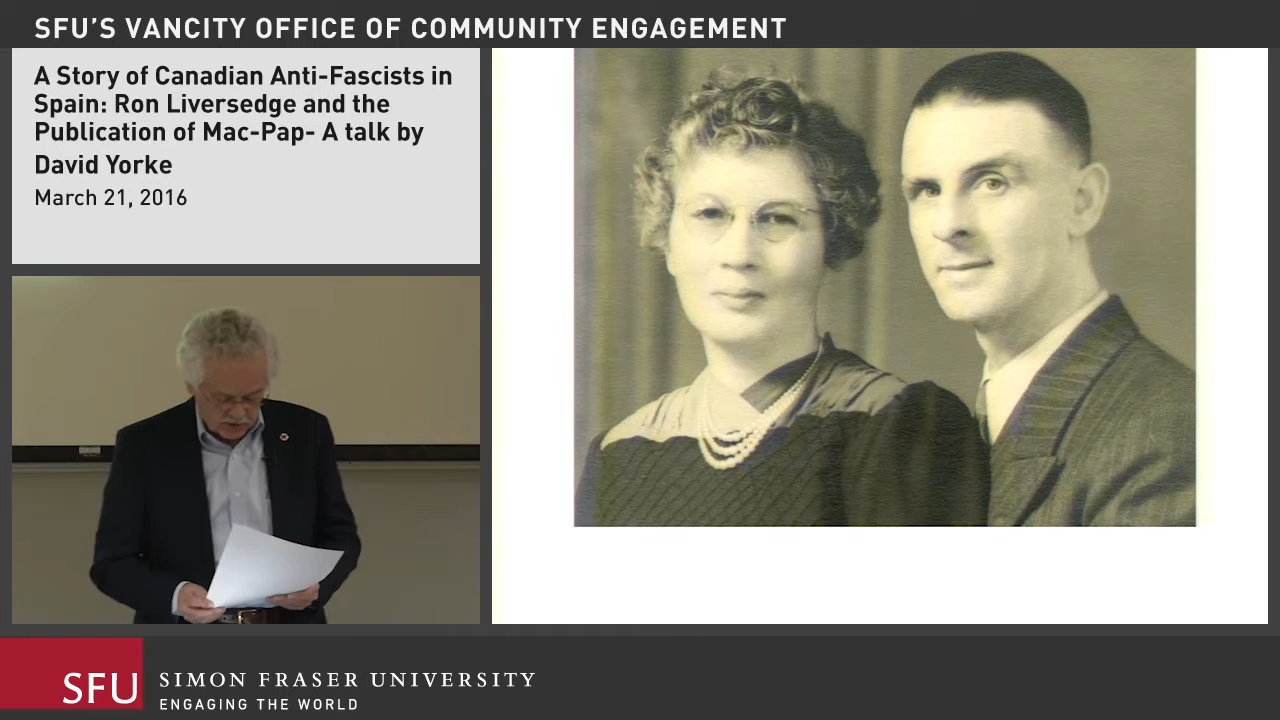 SFU'S VANCITY OFFICE OF COMMUNITY ENGAGEMENT
A Story of Canadian Anti-Fascists in
Spain: Ron Liversedge and the
Publication of Mac-Pap- A talk by
David Yorke
March 21, 2016
SFU
SIMON FRASER UNIVERSITY
ENGAGING THE WORLD